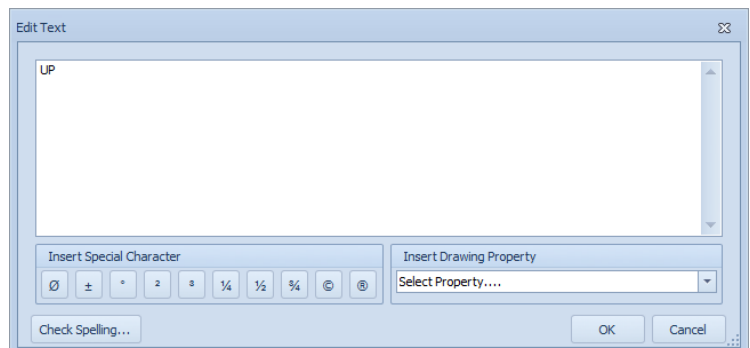 Edit Text
UP
Insert Special Character
Ø ± ° ² ³ ¼ ½ ¾ © ®
Insert Drawing Property
Select Property....
Check Spelling...
OK
Cancel